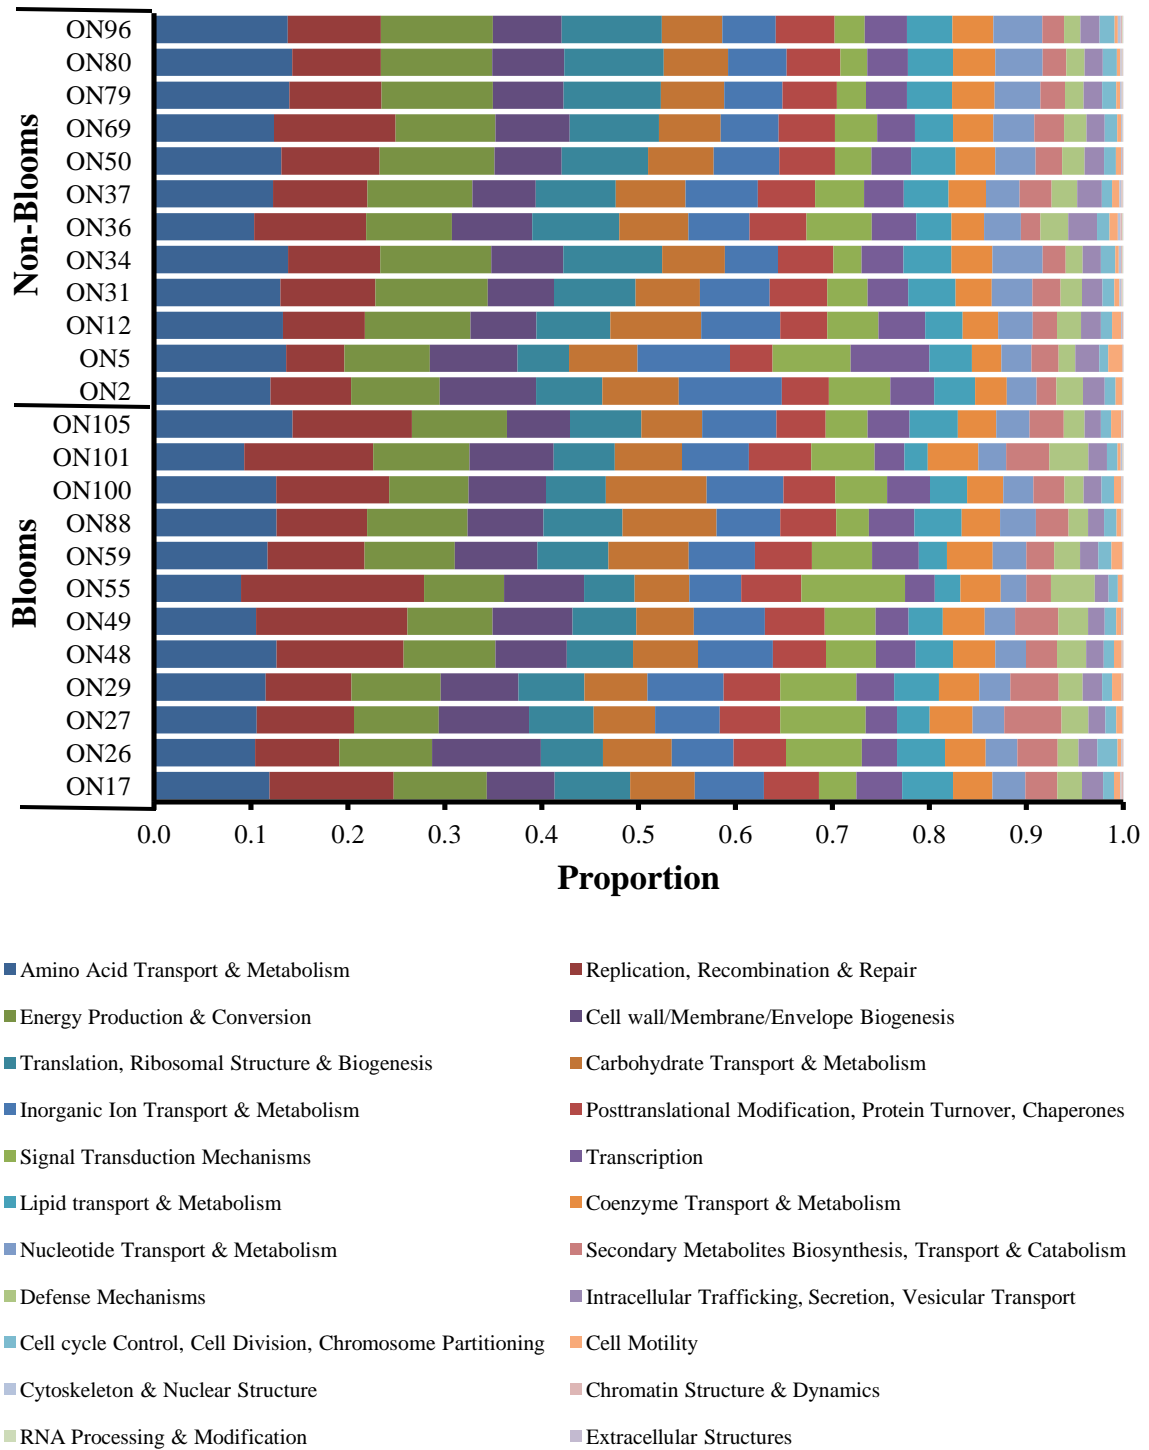 Non-Blooms
ON96
ON80
ON79
ON69
ON50
ON37
ON36
ON34
ON31
ON12
ON5
ON2
Blooms
ON105
ON101
ON100
ON88
ON59
ON55
ON49
ON48
ON29
ON27
ON26
ON17
0.0 0.1 0.2 0.3 0.4 0.5 0.6 0.7 0.8 0.9 1.0
Proportion
Amino Acid Transport & Metabolism
Replication, Recombination & Repair
Energy Production & Conversion
Cell wall/Membrane/Envelope Biogenesis
Translation, Ribosomal Structure & Biogenesis
Carbohydrate Transport & Metabolism
Inorganic Ion Transport & Metabolism
Posttranslational Modification, Protein Turnover, Chaperones
Signal Transduction Mechanisms
Transcription
Lipid transport & Metabolism
Coenzyme Transport & Metabolism
Nucleotide Transport & Metabolism
Secondary Metabolites Biosynthesis, Transport & Catabolism
Defense Mechanisms
Intracellular Trafficking, Secretion, Vesicular Transport
Cell cycle Control, Cell Division, Chromosome Partitioning
Cell Motility
Cytoskeleton & Nuclear Structure
Chromatin Structure & Dynamics
RNA Processing & Modification
Extracellular Structures